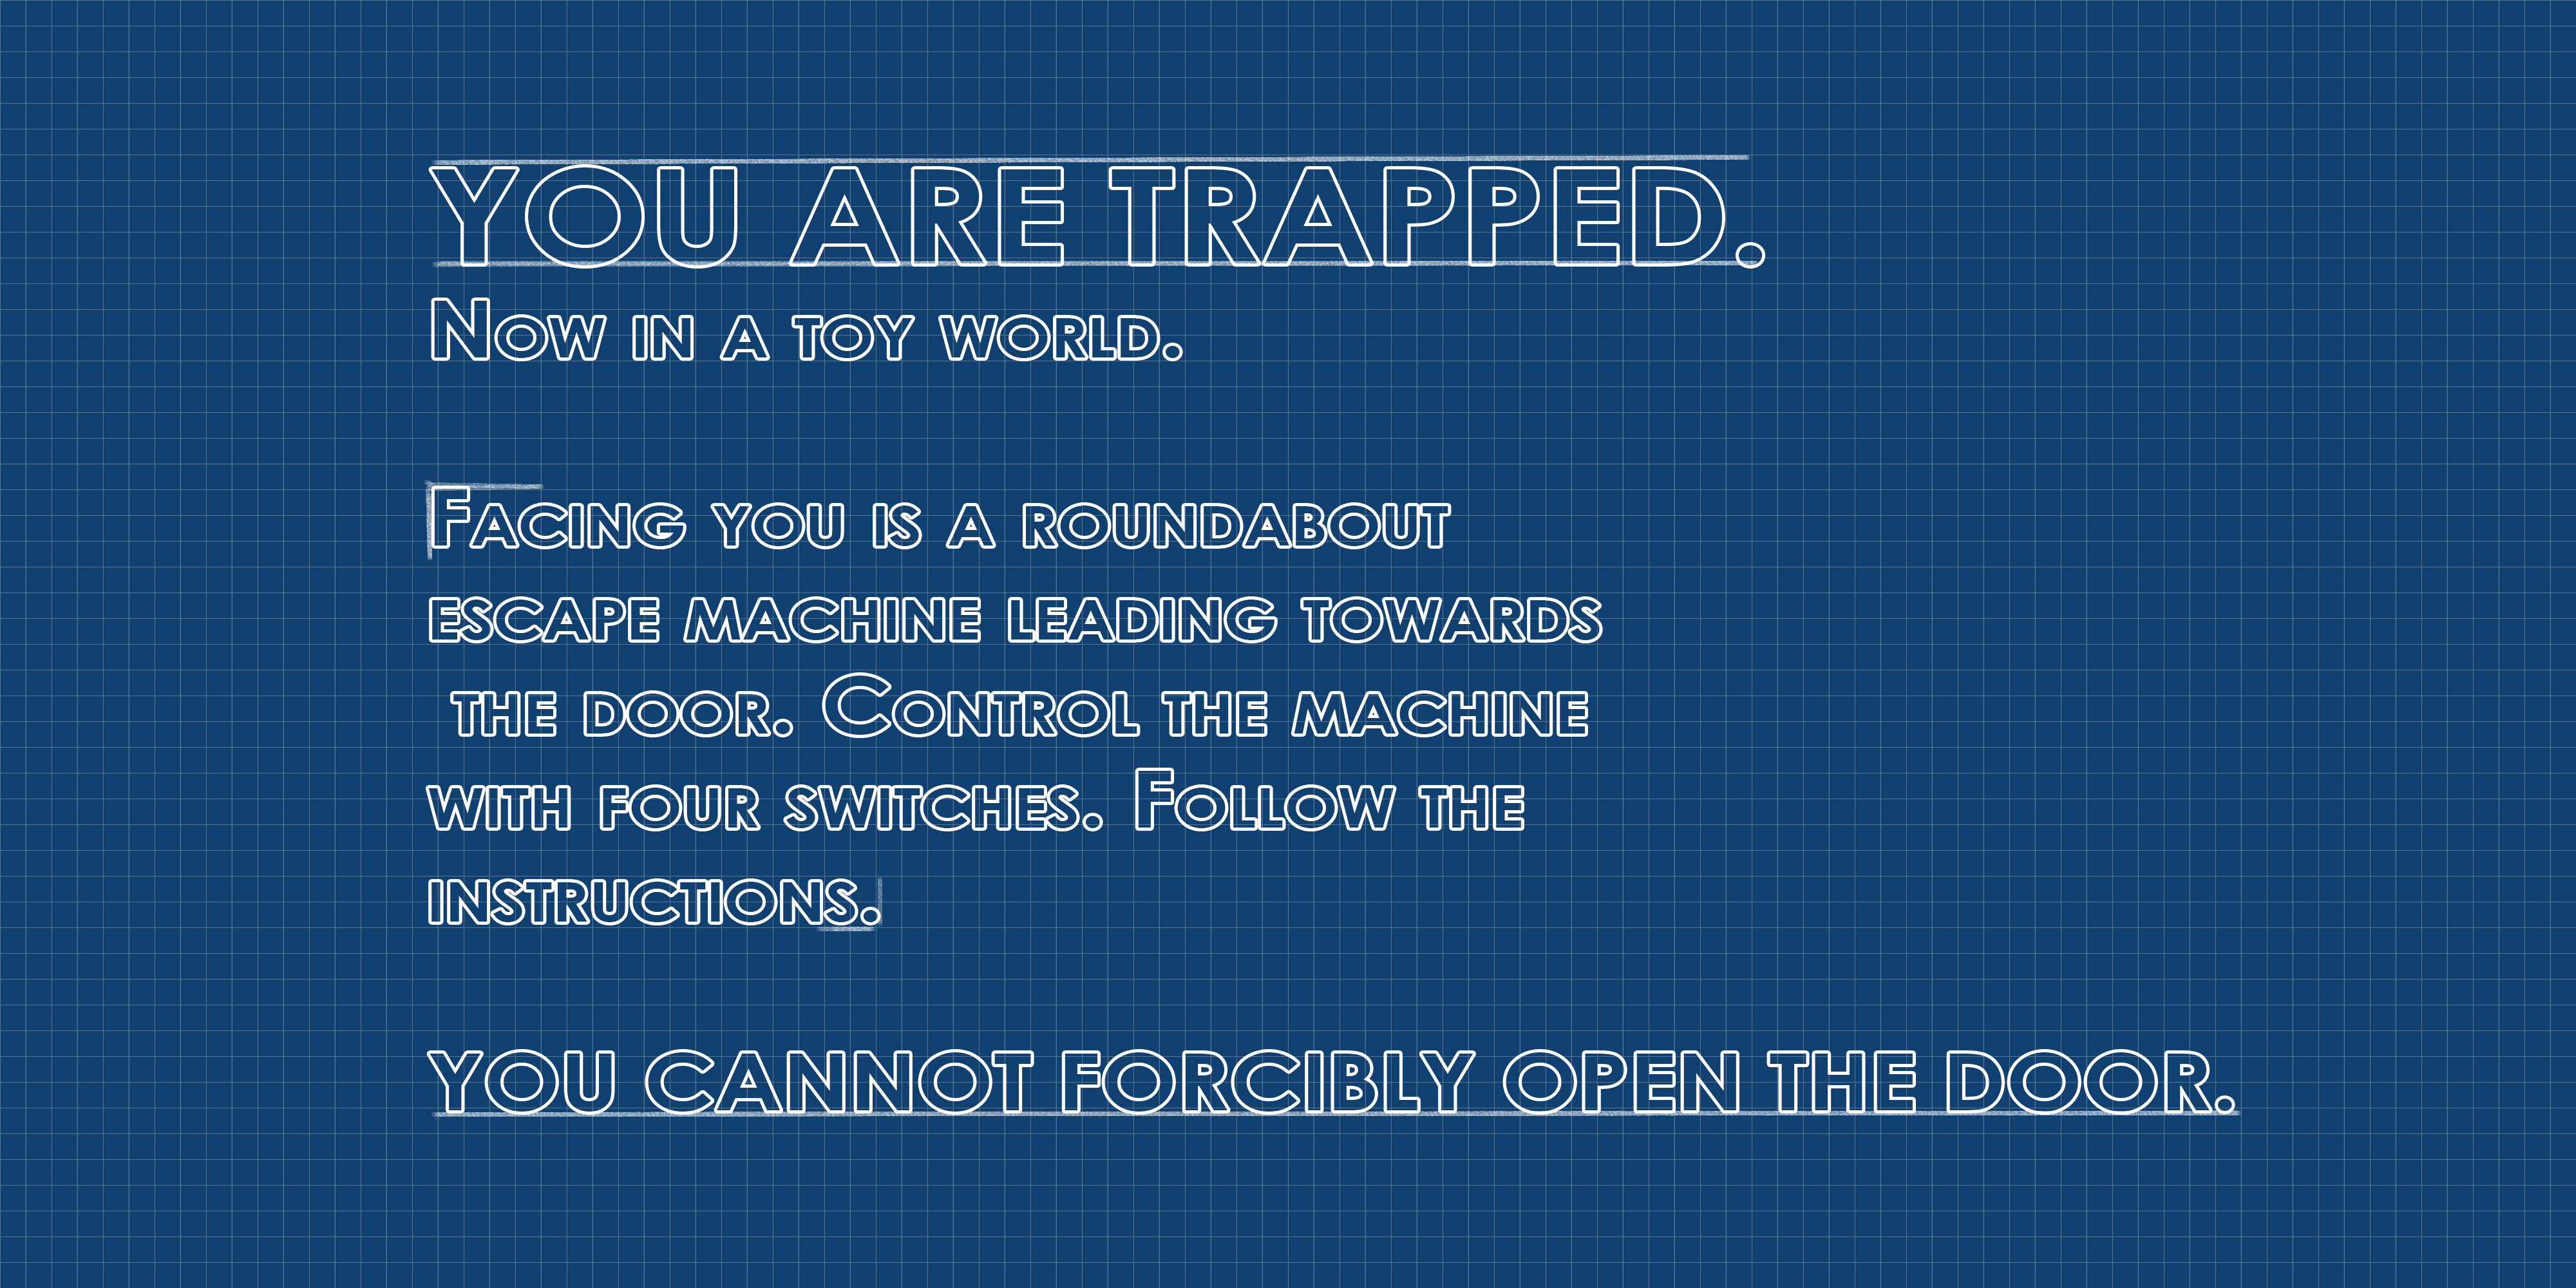 YOU ARE TRAPPED.
NOW IN A TOY WORLD.
FACING YOU IS A ROUNDABOUT
ESCAPE MACHINE LEADING TOWARDS
THE DOOR. CONTROL THE MACHINE
WITH FOUR SWITCHES. FOLLOW THE
INSTRUCTIONS.
YOU CANNOT FORCIBLY OPEN THE DOOR.